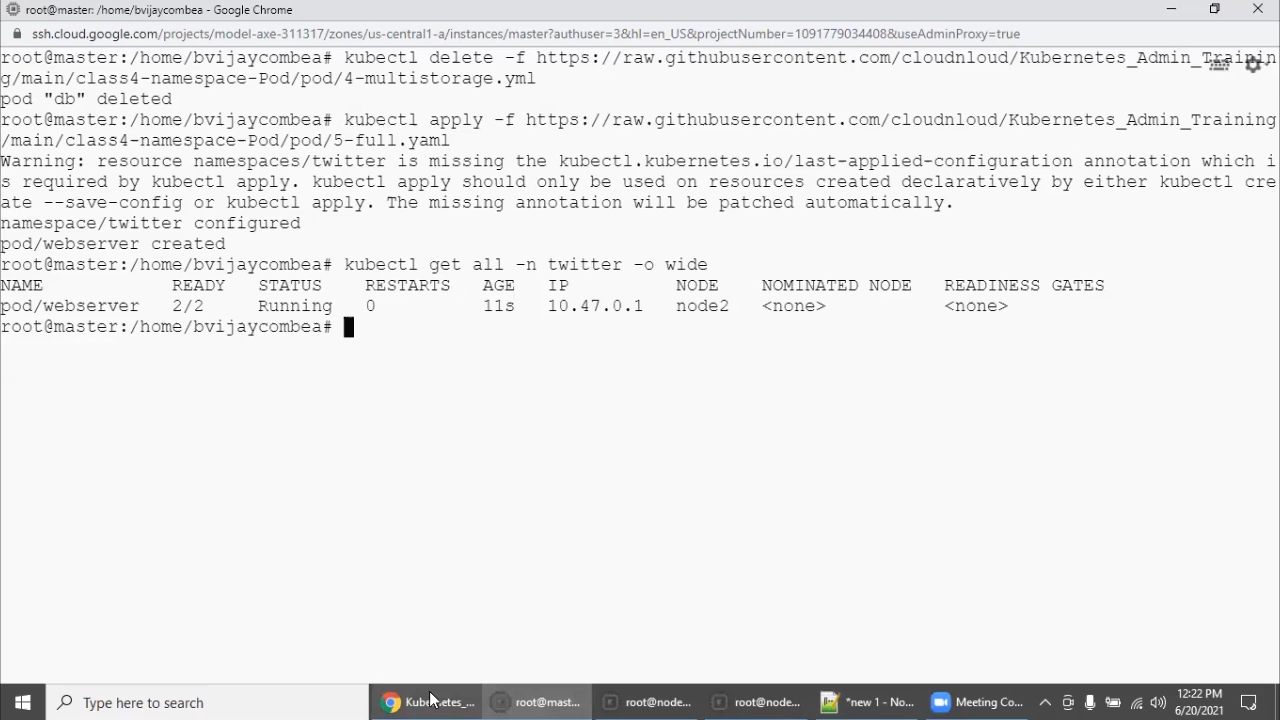 root@master: /home/bvijaycombea - Google Chrome
ssh.cloud.google.com/projects/model-axe-311317/zones/us-central1-a/instances/master?authuser=3&hl=en_US&projectNumber=1091779034408&useAdminProxy=true
root@master:/home/bvijaycombea# kubectl delete -f https://raw.githubusercontent.com/cloudnloud/Kubernetes_Admin_Trainin
g/main/class4-namespace-Pod/pod/4-multistorage.yml
pod "db" deleted
root@master:/home/bvijaycombea# kubectl apply -f https://raw.githubusercontent.com/cloudnloud/Kubernetes_Admin_Training
/main/class4-namespace-Pod/pod/5-full.yaml
Warning: resource namespaces/twitter is missing the kubectl.kubernetes.io/last-applied-configuration annotation which i
s required by kubectl apply. kubectl apply should only be used on resources created declaratively by either kubectl cre
ate --save-config or kubectl apply. The missing annotation will be patched automatically.
namespace/twitter configured
pod/webserver created
root@master:/home/bvijaycombea# kubectl get all -n twitter -o wide
NAME READY STATUS RESTARTS AGE IP NODE NOMINATED NODE READINESS GATES
pod/webserver 2/2 Running 0 11s 10.47.0.1 node2 <none> <none>
root@master:/home/bvijaycombea#
Type here to search
Kubernetes_...
root@mast...
root@node...
root@node...
*new 1 - No...
Meeting Co...
12:22 PM
6/20/2021